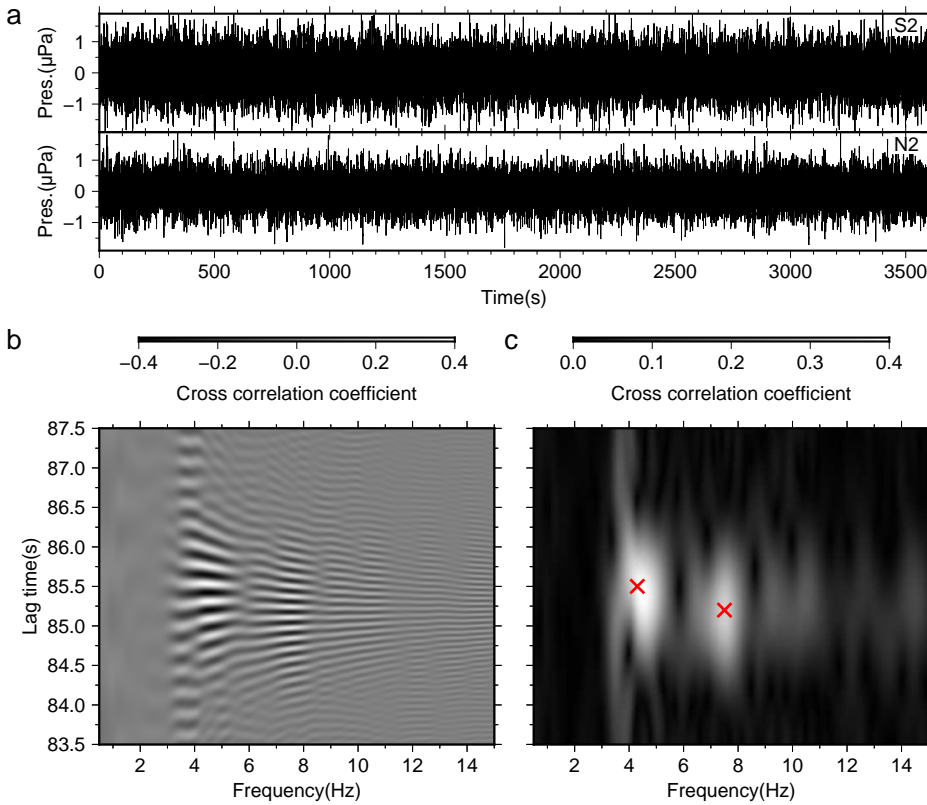 a
S2
Pres.(μPa)
1
0
−1
N2
Pres.(μPa)
1
0
−1
0 500 1000 1500 2000 2500 3000 3500
Time(s)
b
−0.4 −0.2 0.0 0.2 0.4
Cross correlation coefficient
c
0.0 0.1 0.2 0.3 0.4
Cross correlation coefficient
Lag time(s)
87.5
87.0
86.5
86.0
85.5
85.0
84.5
84.0
83.5
2 4 6 8 10 12 14
Frequency(Hz)
2 4 6 8 10 12 14
Frequency(Hz)